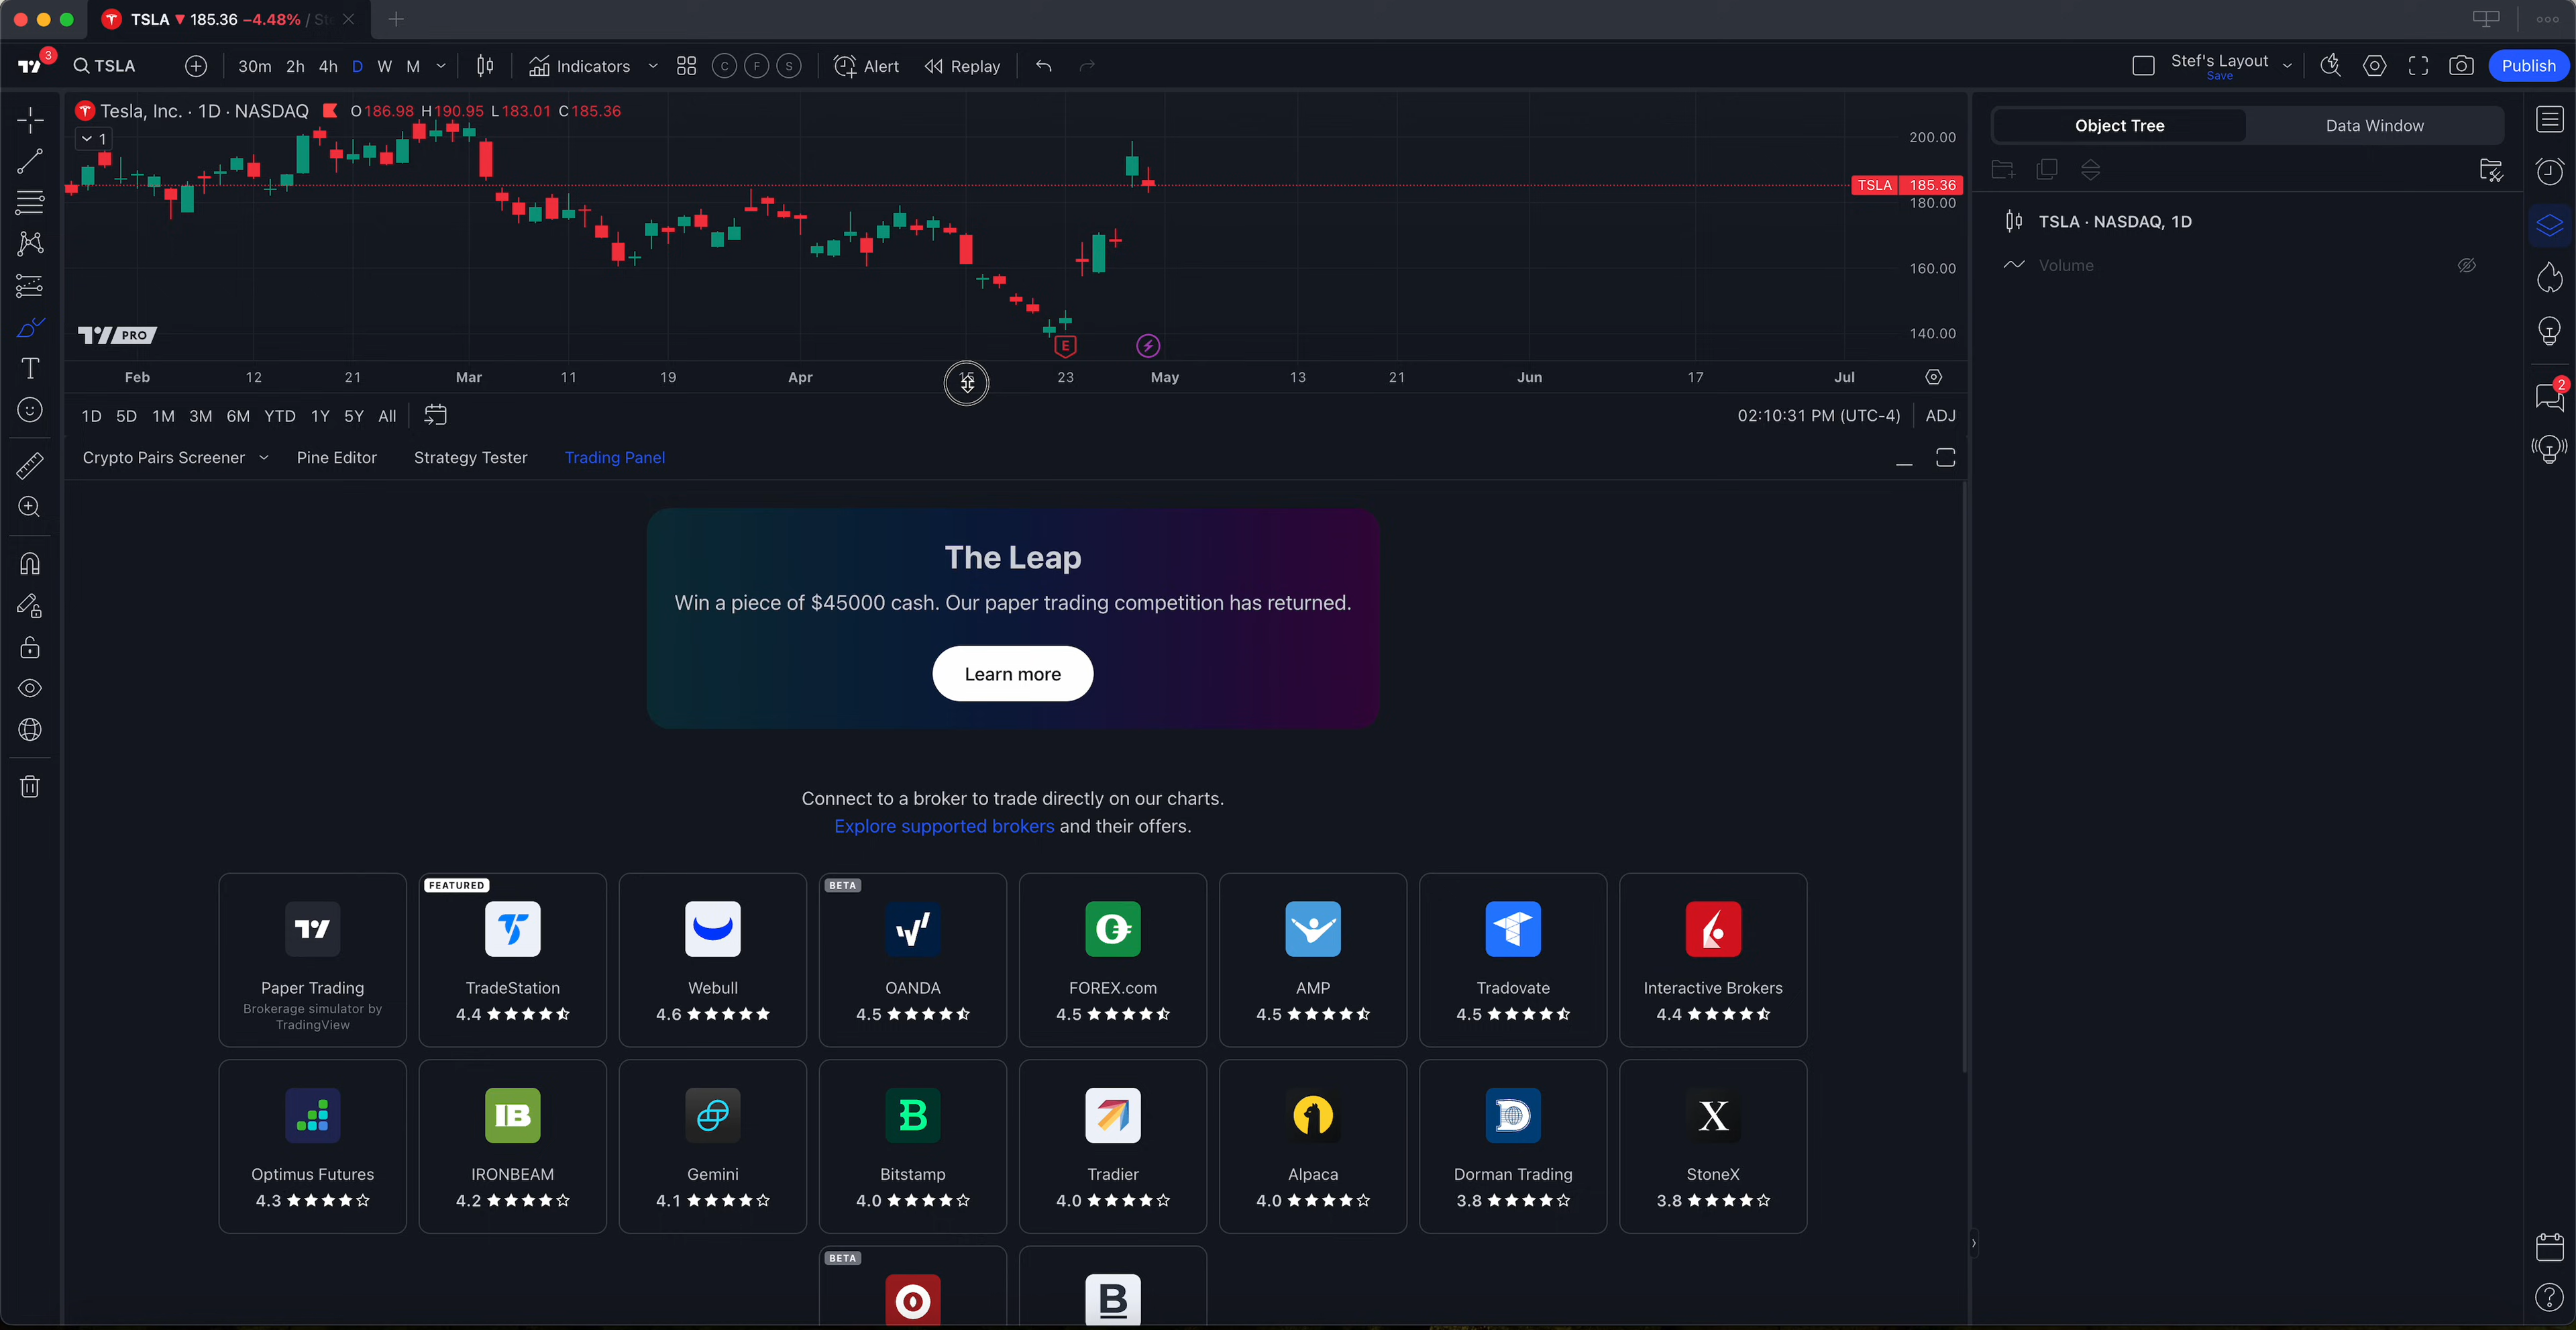 TSLA ▼ 185.36 −4.48% /
3
TSLA
30m 2h 4h D W M
Indicators
C F S
Alert
Replay
Stef's Layout
Save
Publish
Tesla, Inc. · 1D · NASDAQ O186.98 H190.95 L183.01 C185.36
1
200.00
TSLA 185.36
180.00
160.00
140.00
PRO
E
Feb 12 21 Mar 11 19 Apr 15 23 May 13 21 Jun 17 Jul
1D 5D 1M 3M 6M YTD 1Y 5Y All
02:10:31 PM (UTC-4) ADJ
Crypto Pairs Screener Pine Editor Strategy Tester Trading Panel
Object Tree Data Window
TSLA · NASDAQ, 1D
Volume
2
The Leap
Win a piece of $45000 cash. Our paper trading competition has returned.
Learn more
Connect to a broker to trade directly on our charts.
Explore supported brokers and their offers.
Paper Trading
Brokerage simulator by
TradingView
FEATURED
TradeStation
4.4
Webull
4.6
BETA
OANDA
4.5
FOREX.com
4.5
AMP
4.5
Tradovate
4.5
Interactive Brokers
4.4
Optimus Futures
4.3
IB
IRONBEAM
4.2
Gemini
4.1
B
Bitstamp
4.0
Tradier
4.0
Alpaca
4.0
D
Dorman Trading
3.8
X
StoneX
3.8
BETA
B